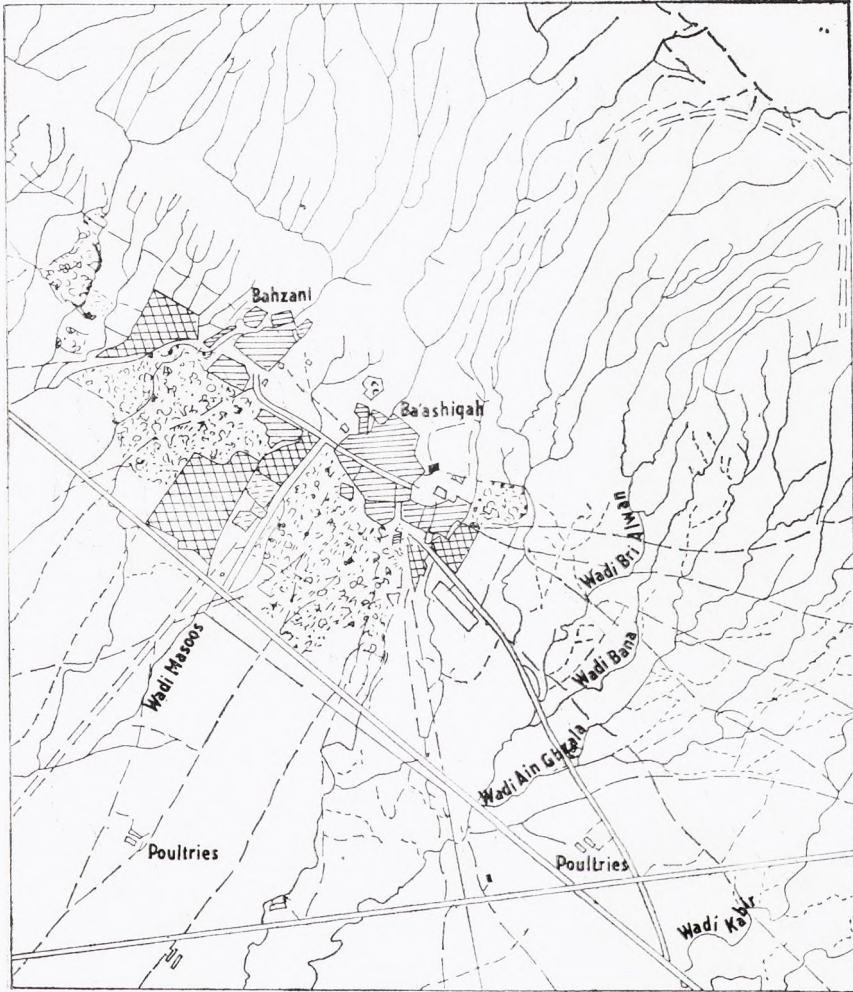 Bahzani
Ba'ashiqah
Wadi Bri Alwan
Wadi Bana
Wadi Masoos
Wadi Ain Ghzala
Poultries
Poultries
Wadi Kabir